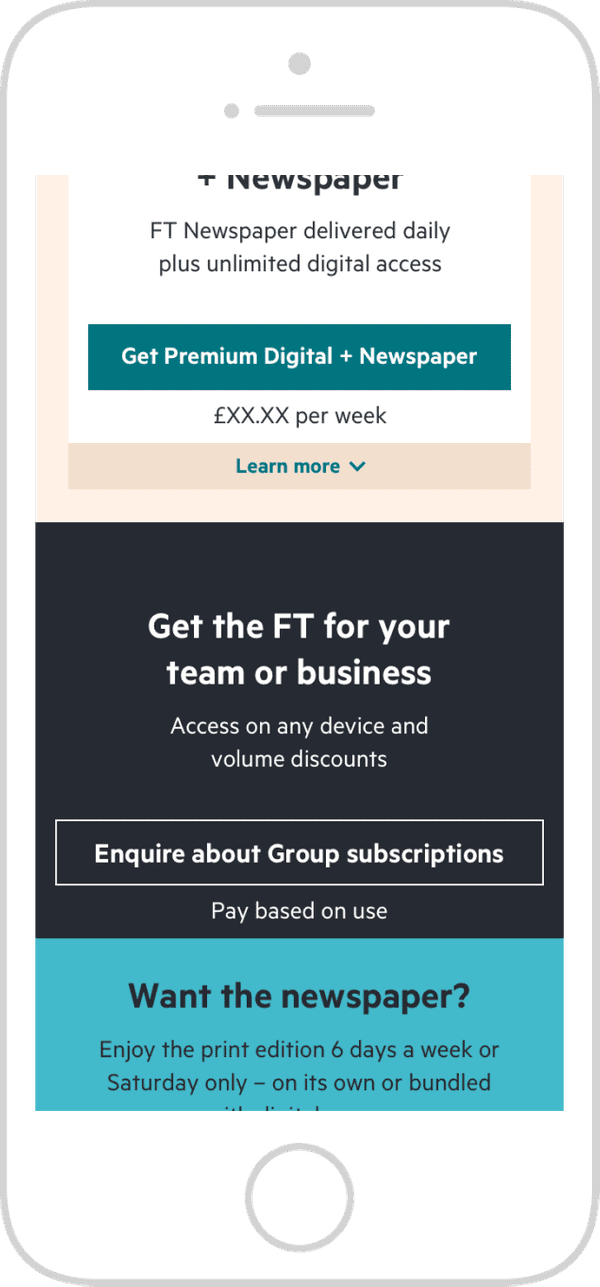 + Newspaper
FT Newspaper delivered daily
plus unlimited digital access
Get Premium Digital + Newspaper
£XX.XX per week
Learn more
Get the FT for your
team or business
Access on any device and
volume discounts
Enquire about Group subscriptions
Pay based on use
Want the newspaper?
Enjoy the print edition 6 days a week or
Saturday only – on its own or bundled